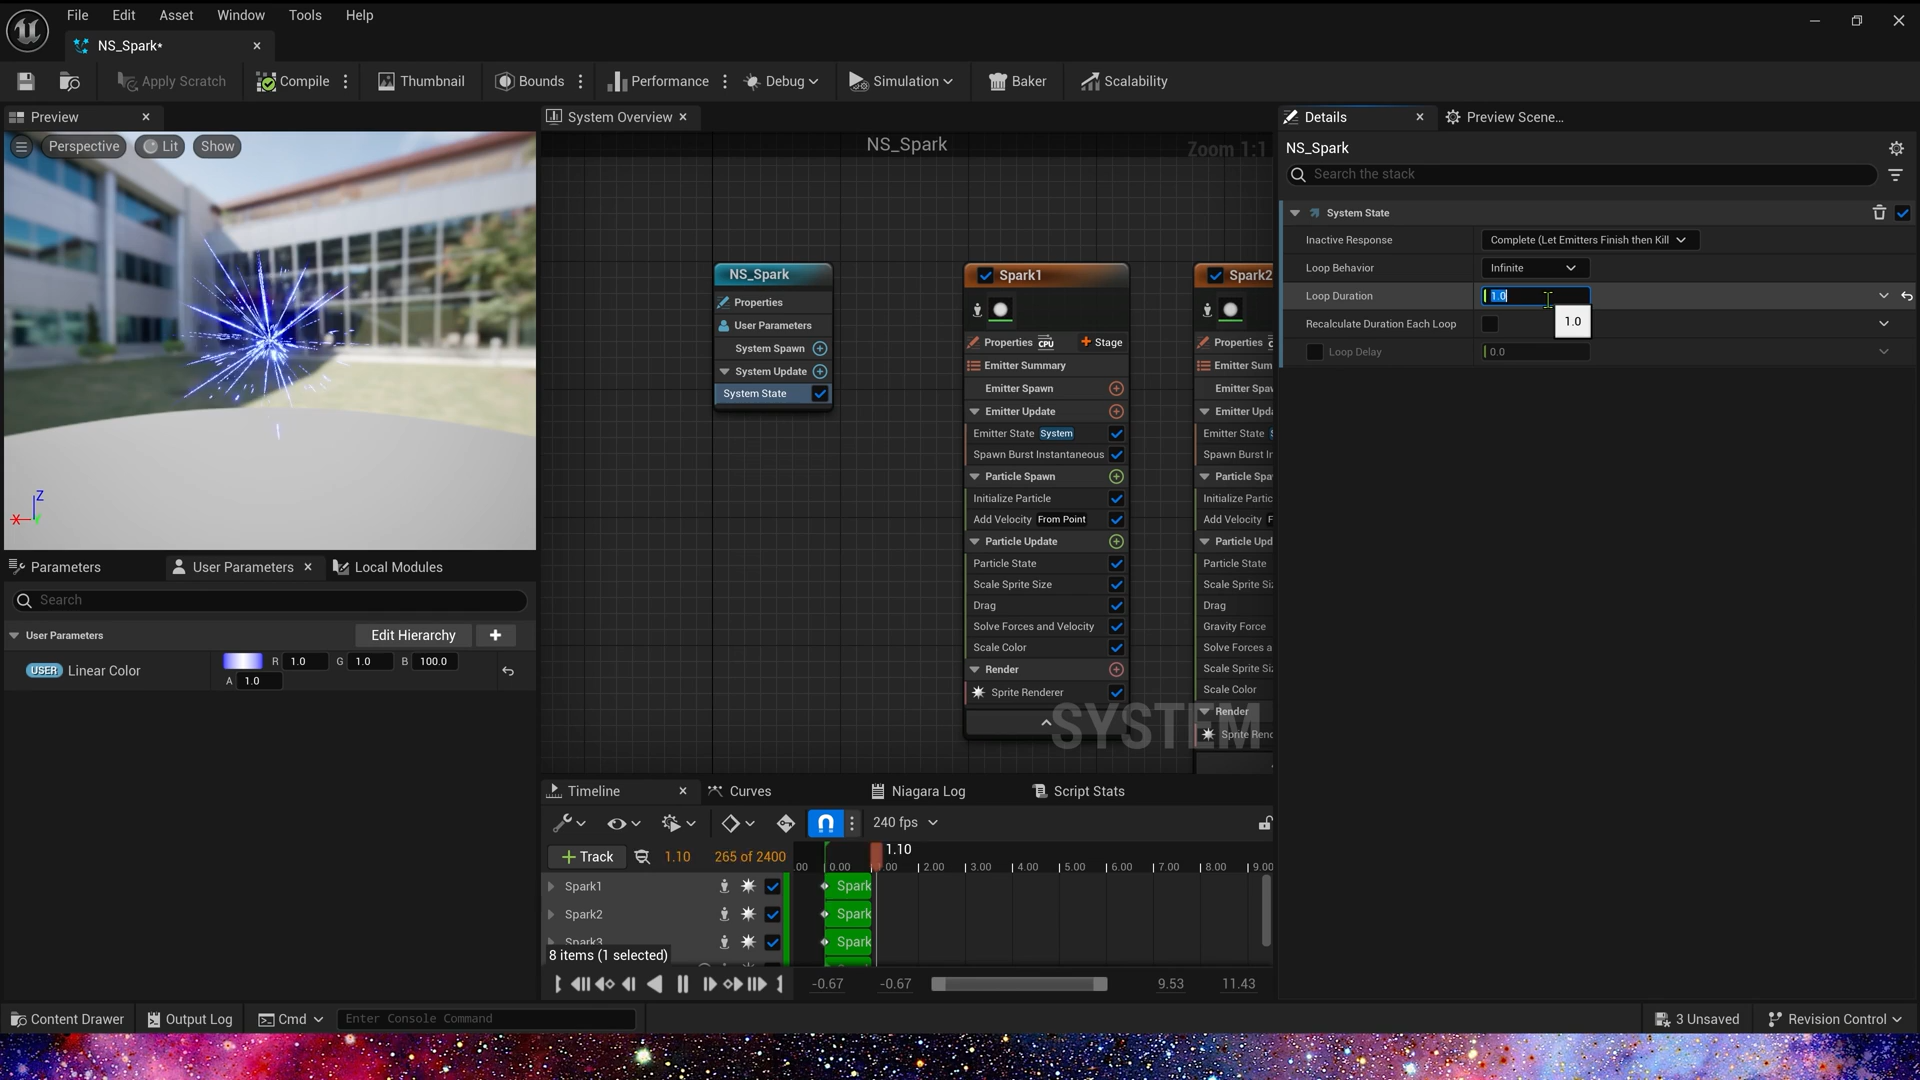 File Edit Asset Window Tools Help
NS_Spark*
Apply Scratch Compile Thumbnail Bounds Performance Debug Simulation Baker Scalability
Preview
Perspective Lit Show
Z
X
System Overview
NS_Spark
Zoom 1:1
NS_Spark
Properties
User Parameters
System Spawn
System Update
System State
Spark1
Properties CPU Stage
Emitter Summary
Emitter Spawn
Emitter Update
Emitter State System
Spawn Burst Instantaneous
Particle Spawn
Initialize Particle
Add Velocity From Point
Particle Update
Particle State
Scale Sprite Size
Drag
Solve Forces and Velocity
Scale Color
Render
Sprite Renderer
Spark2
Properties
Emitter Sum
Emitter Spaw
Emitter Upda
Emitter State S
Spawn Burst In
Particle Spa
Initialize Partic
Add Velocity F
Particle Upd
Particle State
Scale Sprite Siz
Drag
Gravity Force
Solve Forces a
Scale Sprite Siz
Scale Color
Render
Sprite Rend
SYSTEM
Details Preview Scene...
NS_Spark
Search the stack
System State
Inactive Response Complete (Let Emitters Finish then Kill
Loop Behavior Infinite
Loop Duration 1.0
1.0
Recalculate Duration Each Loop
Loop Delay 0.0
Parameters User Parameters Local Modules
Search
User Parameters Edit Hierarchy
USER Linear Color R 1.0 G 1.0 B 100.0
A 1.0
Timeline Curves Niagara Log Script Stats
240 fps
Track 1.10 265 of 2400
1.10
00 0.00 1.00 2.00 3.00 4.00 5.00 6.00 7.00 8.00 9.00
Spark1 Spark
Spark2 Spark
Spark3 Spark
8 items (1 selected)
-0.67 -0.67 9.53 11.43
Content Drawer Output Log Cmd Enter Console Command 3 Unsaved Revision Control